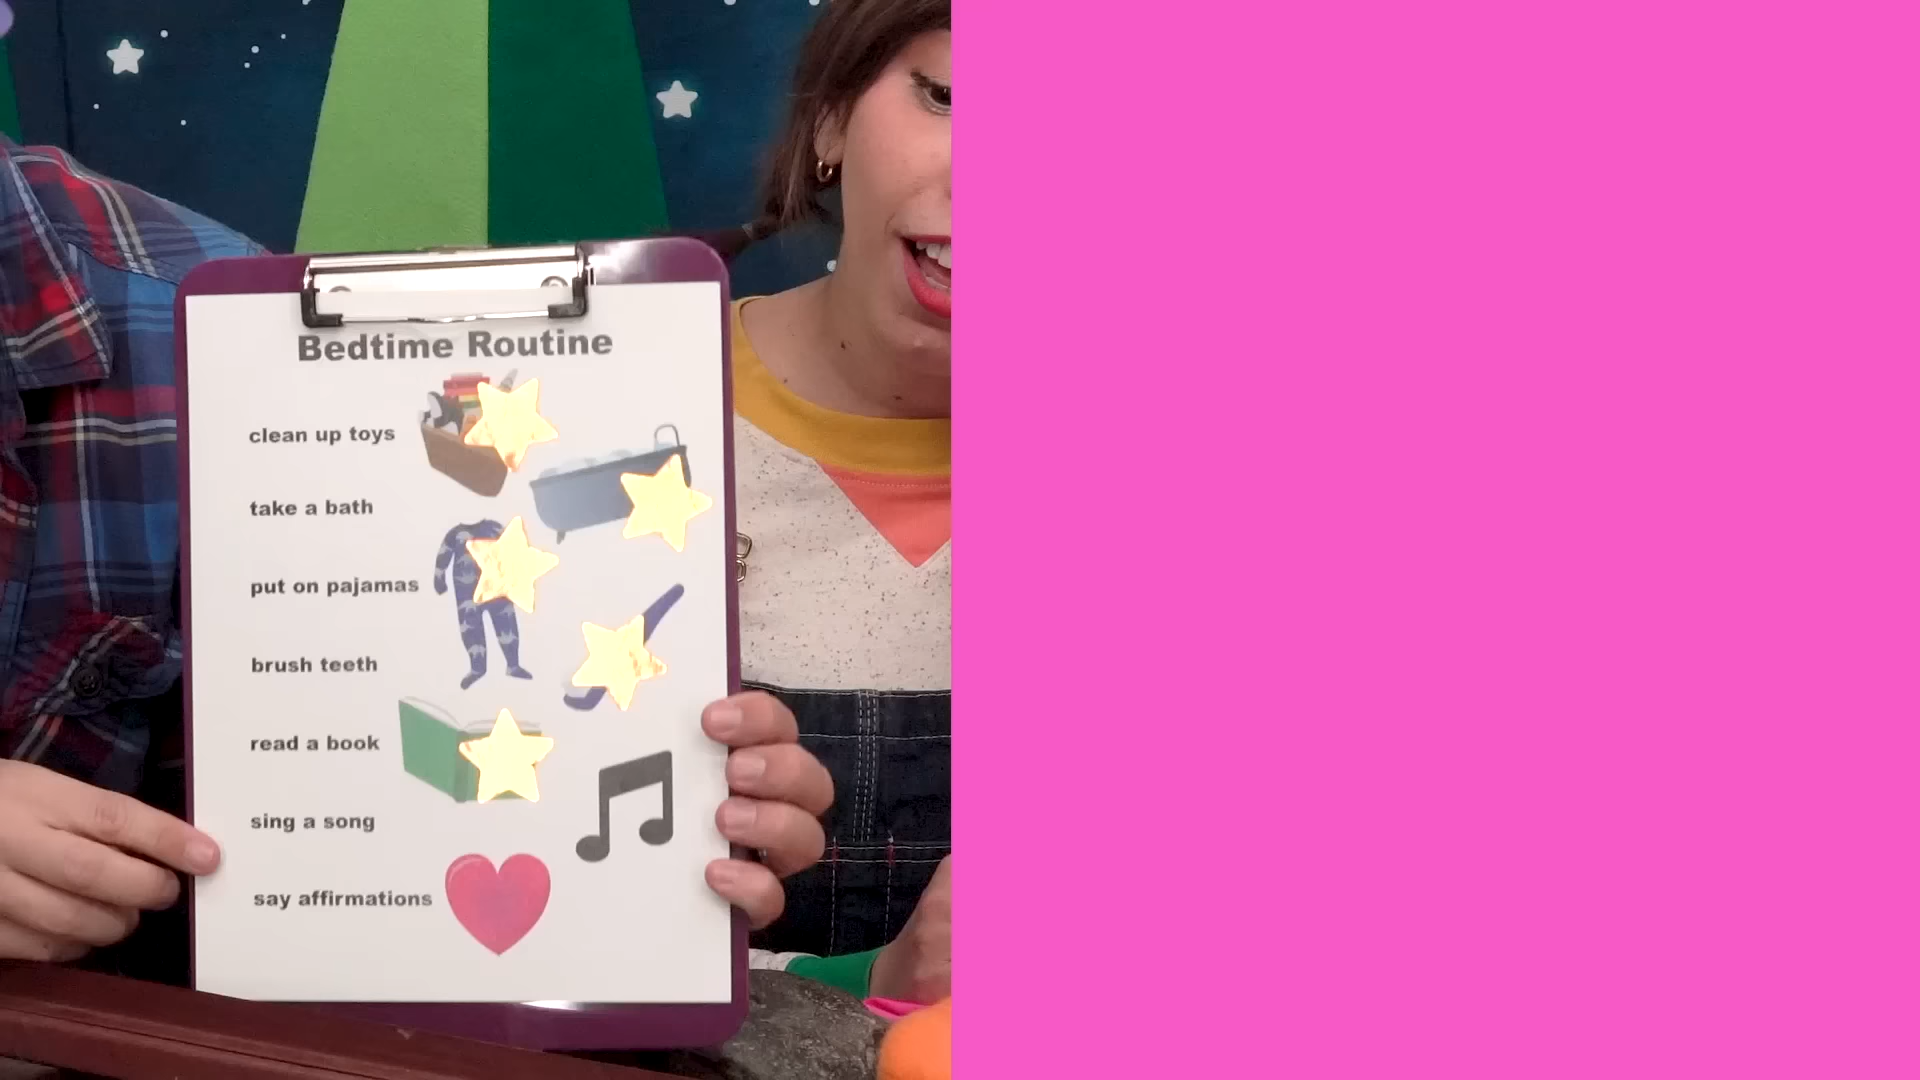 Bedtime Routine
clean up toys
take a bath
put on pajamas
brush teeth
read a book
sing a song
say affirmations